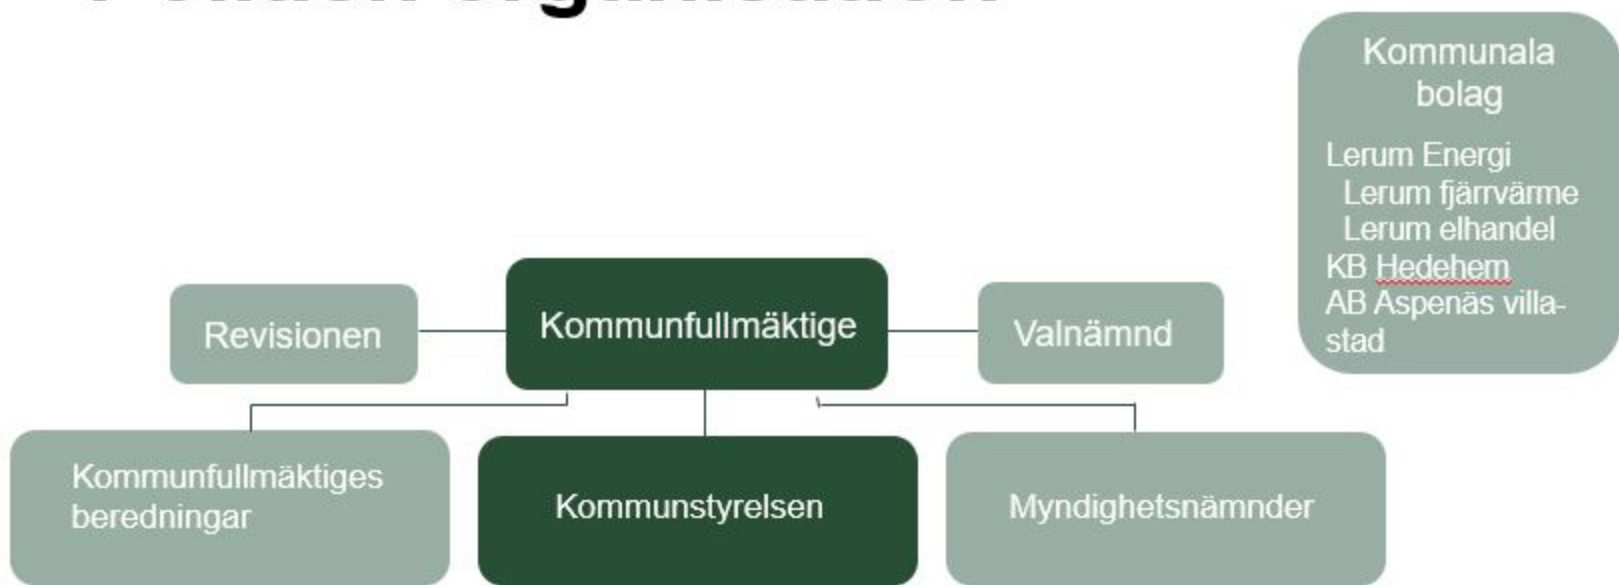 Kommunala
bolag
Lerum Energi
Lerum fjärrvärme
Lerum elhandel
KB Hedehem
AB Aspenäs villa-
stad
Revisionen
Kommunfullmäktige
Valnämnd
Kommunfullmäktiges
beredningar
Kommunstyrelsen
Myndighetsnämnder